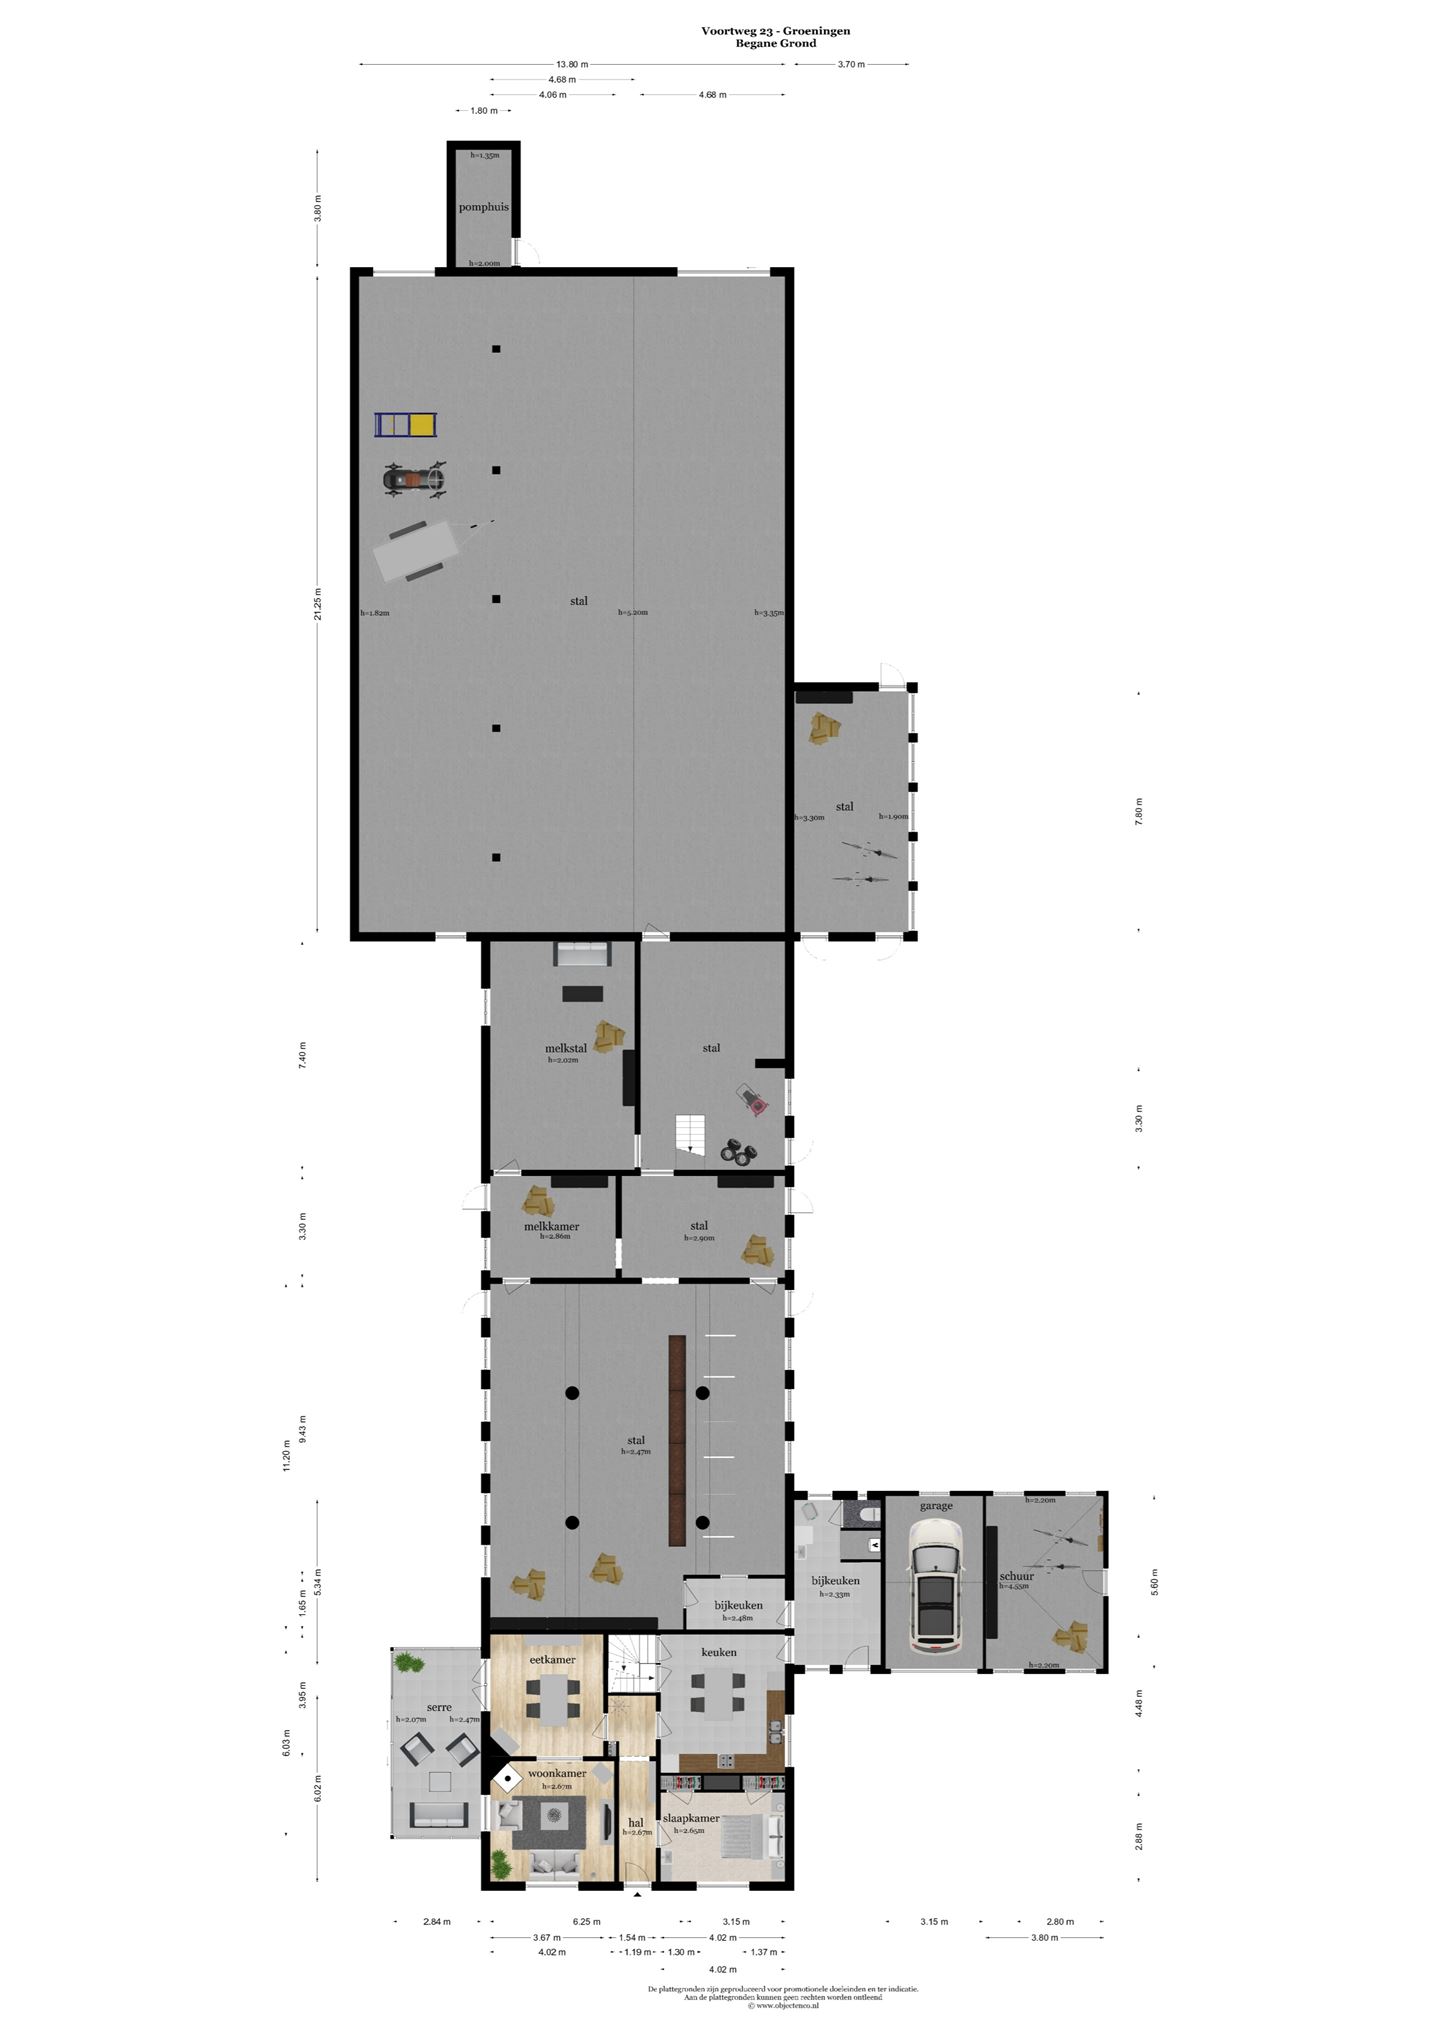 Voortweg 23 - Groeningen
Begane Grond
13.80 m
3.70 m
4.68 m
4.06 m
4.68 m
1.80 m
h=1.35m
3.80 m
pomphuis
h=2.00m
21.25 m
stal
h=1.82m
h=5.20m
h=3.35m
7.80 m
stal
h=3.30m
h=1.90m
7.40 m
melkstal
h=2.02m
stal
3.30 m
3.30 m
melkkamer
h=2.86m
stal
h=2.90m
9.43 m
11.20 m
stal
h=2.47m
5.34 m
1.65 m
garage
h=2.20m
bijkeuken
h=2.33m
schuur
h=4.55m
5.60 m
bijkeuken
h=2.48m
eetkamer
keuken
h=2.20m
3.95 m
serre
h=2.07m
h=2.47m
4.48 m
6.03 m
woonkamer
h=2.67m
6.02 m
hal
h=2.67m
slaapkamer
h=2.65m
2.88 m
2.84 m
6.25 m
3.15 m
3.15 m
2.80 m
3.67 m
1.54 m
4.02 m
3.80 m
4.02 m
1.19 m
1.30 m
1.37 m
4.02 m
De plattegronden zijn geproduceerd voor promotionele doeleinden en ter indicatie.
Aan de plattegronden kunnen geen rechten worden ontleend
© www.objectenco.nl